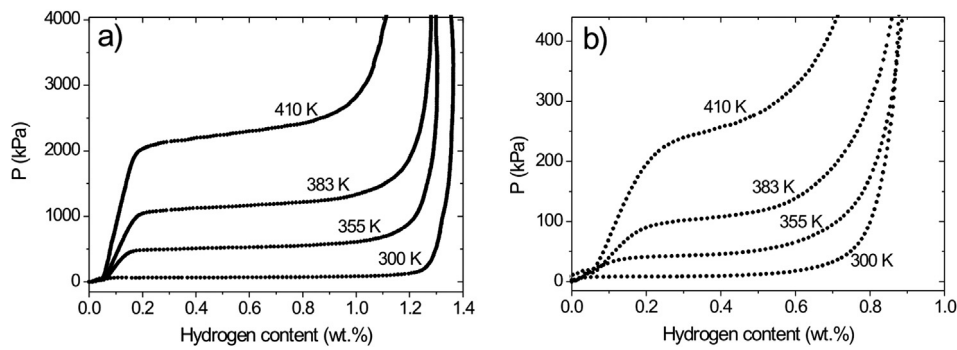 a)
P (kPa)
4000
3000
2000
1000
0
410 K
383 K
355 K
300 K
0.0 0.2 0.4 0.6 0.8 1.0 1.2 1.4
Hydrogen content (wt.%)
b)
P (kPa)
400
300
200
100
0
410 K
383 K
355 K
300 K
0.0 0.2 0.4 0.6 0.8 1.0
Hydrogen content (wt.%)